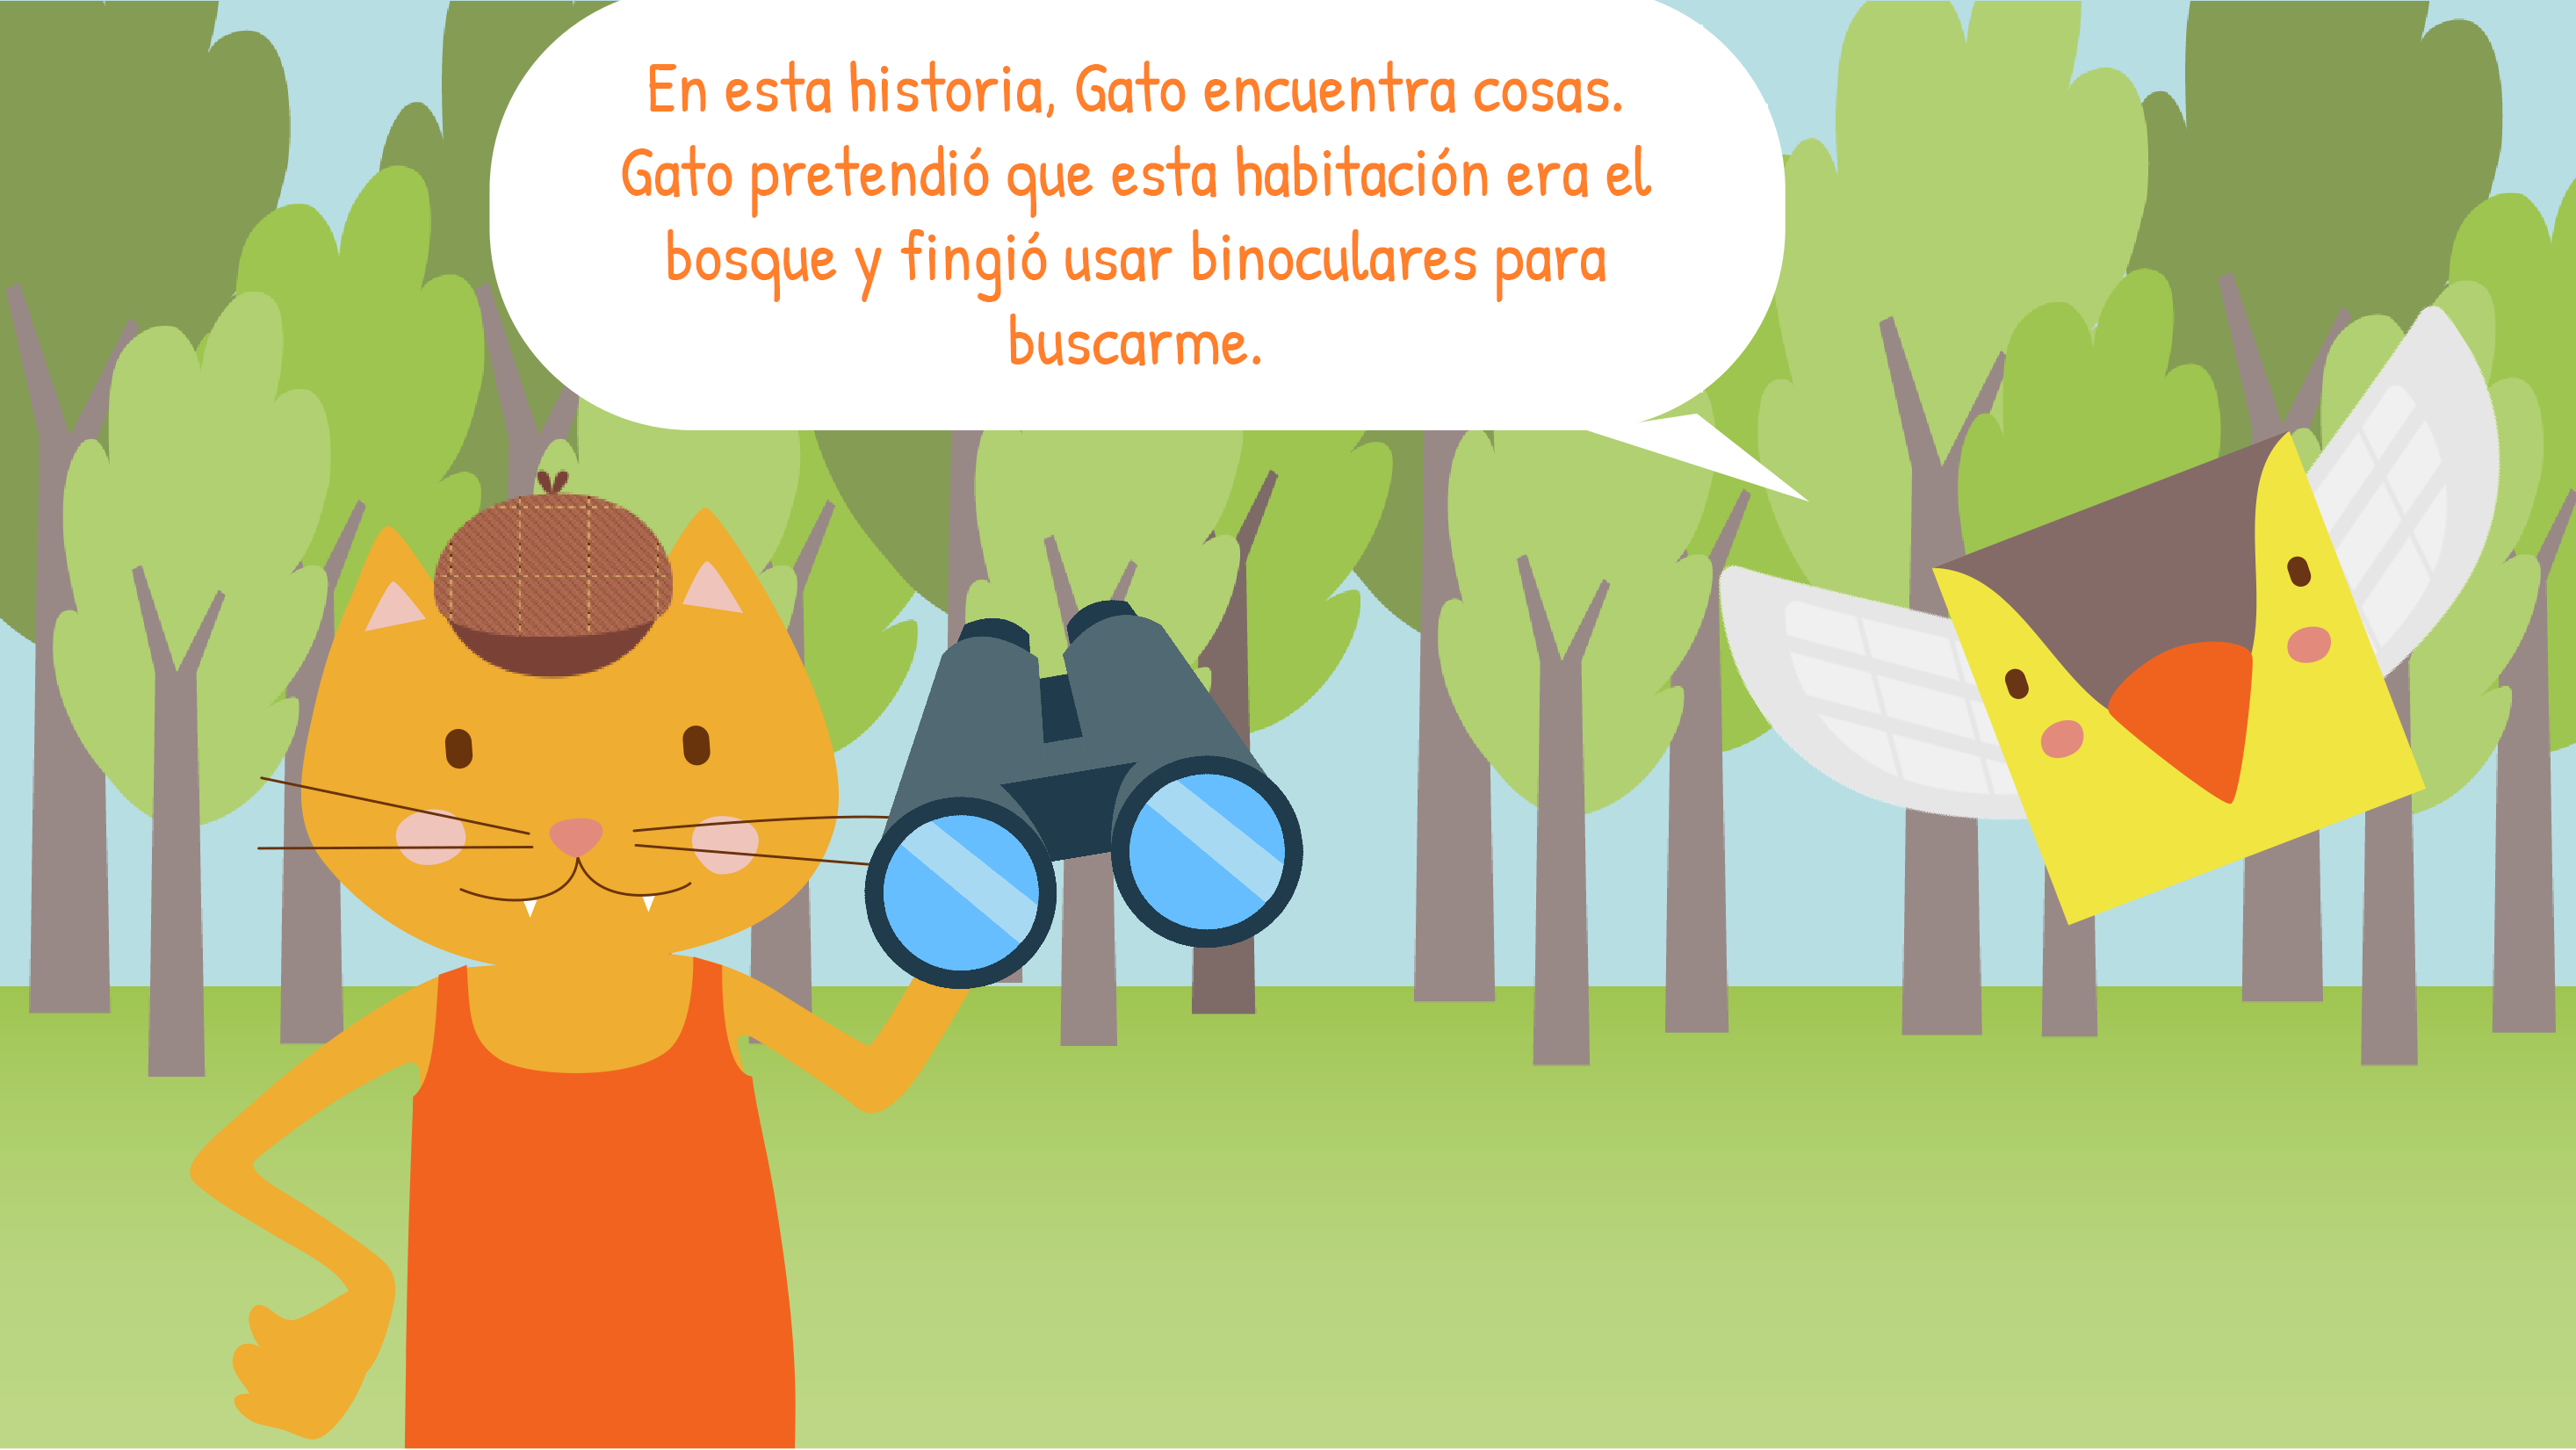 En esta historia, Gato encuentra cosas.
Gato pretendió que esta habitación era el
bosque y fingió usar binoculares para
buscarme.